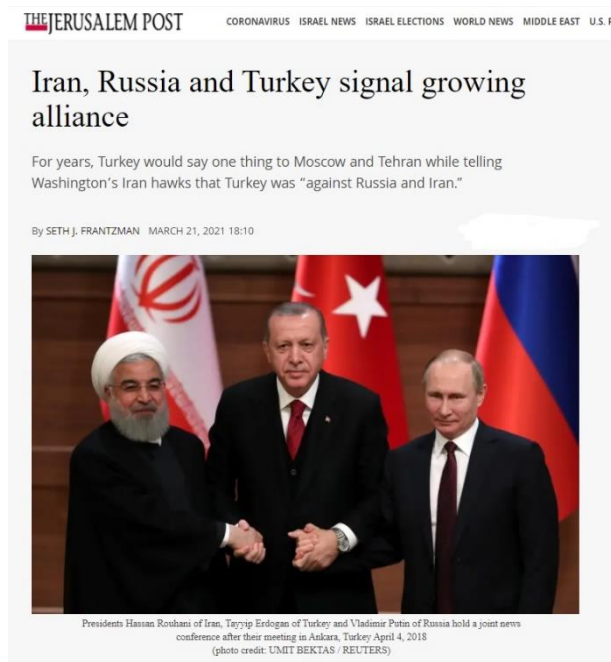 THE JERUSALEM POST CORONAVIRUS ISRAEL NEWS ISRAEL ELECTIONS WORLD NEWS MIDDLE EAST U.S.
Iran, Russia and Turkey signal growing
alliance
For years, Turkey would say one thing to Moscow and Tehran while telling
Washington's Iran hawks that Turkey was “against Russia and Iran.”
By SETH J. FRANTZMAN MARCH 21, 2021 18:10
Presidents Hassan Rouhani of Iran, Tayyip Erdogan of Turkey and Vladimir Putin of Russia hold a joint news
conference after their meeting in Ankara, Turkey April 4, 2018
(photo credit: UMIT BEKTAS / REUTERS)